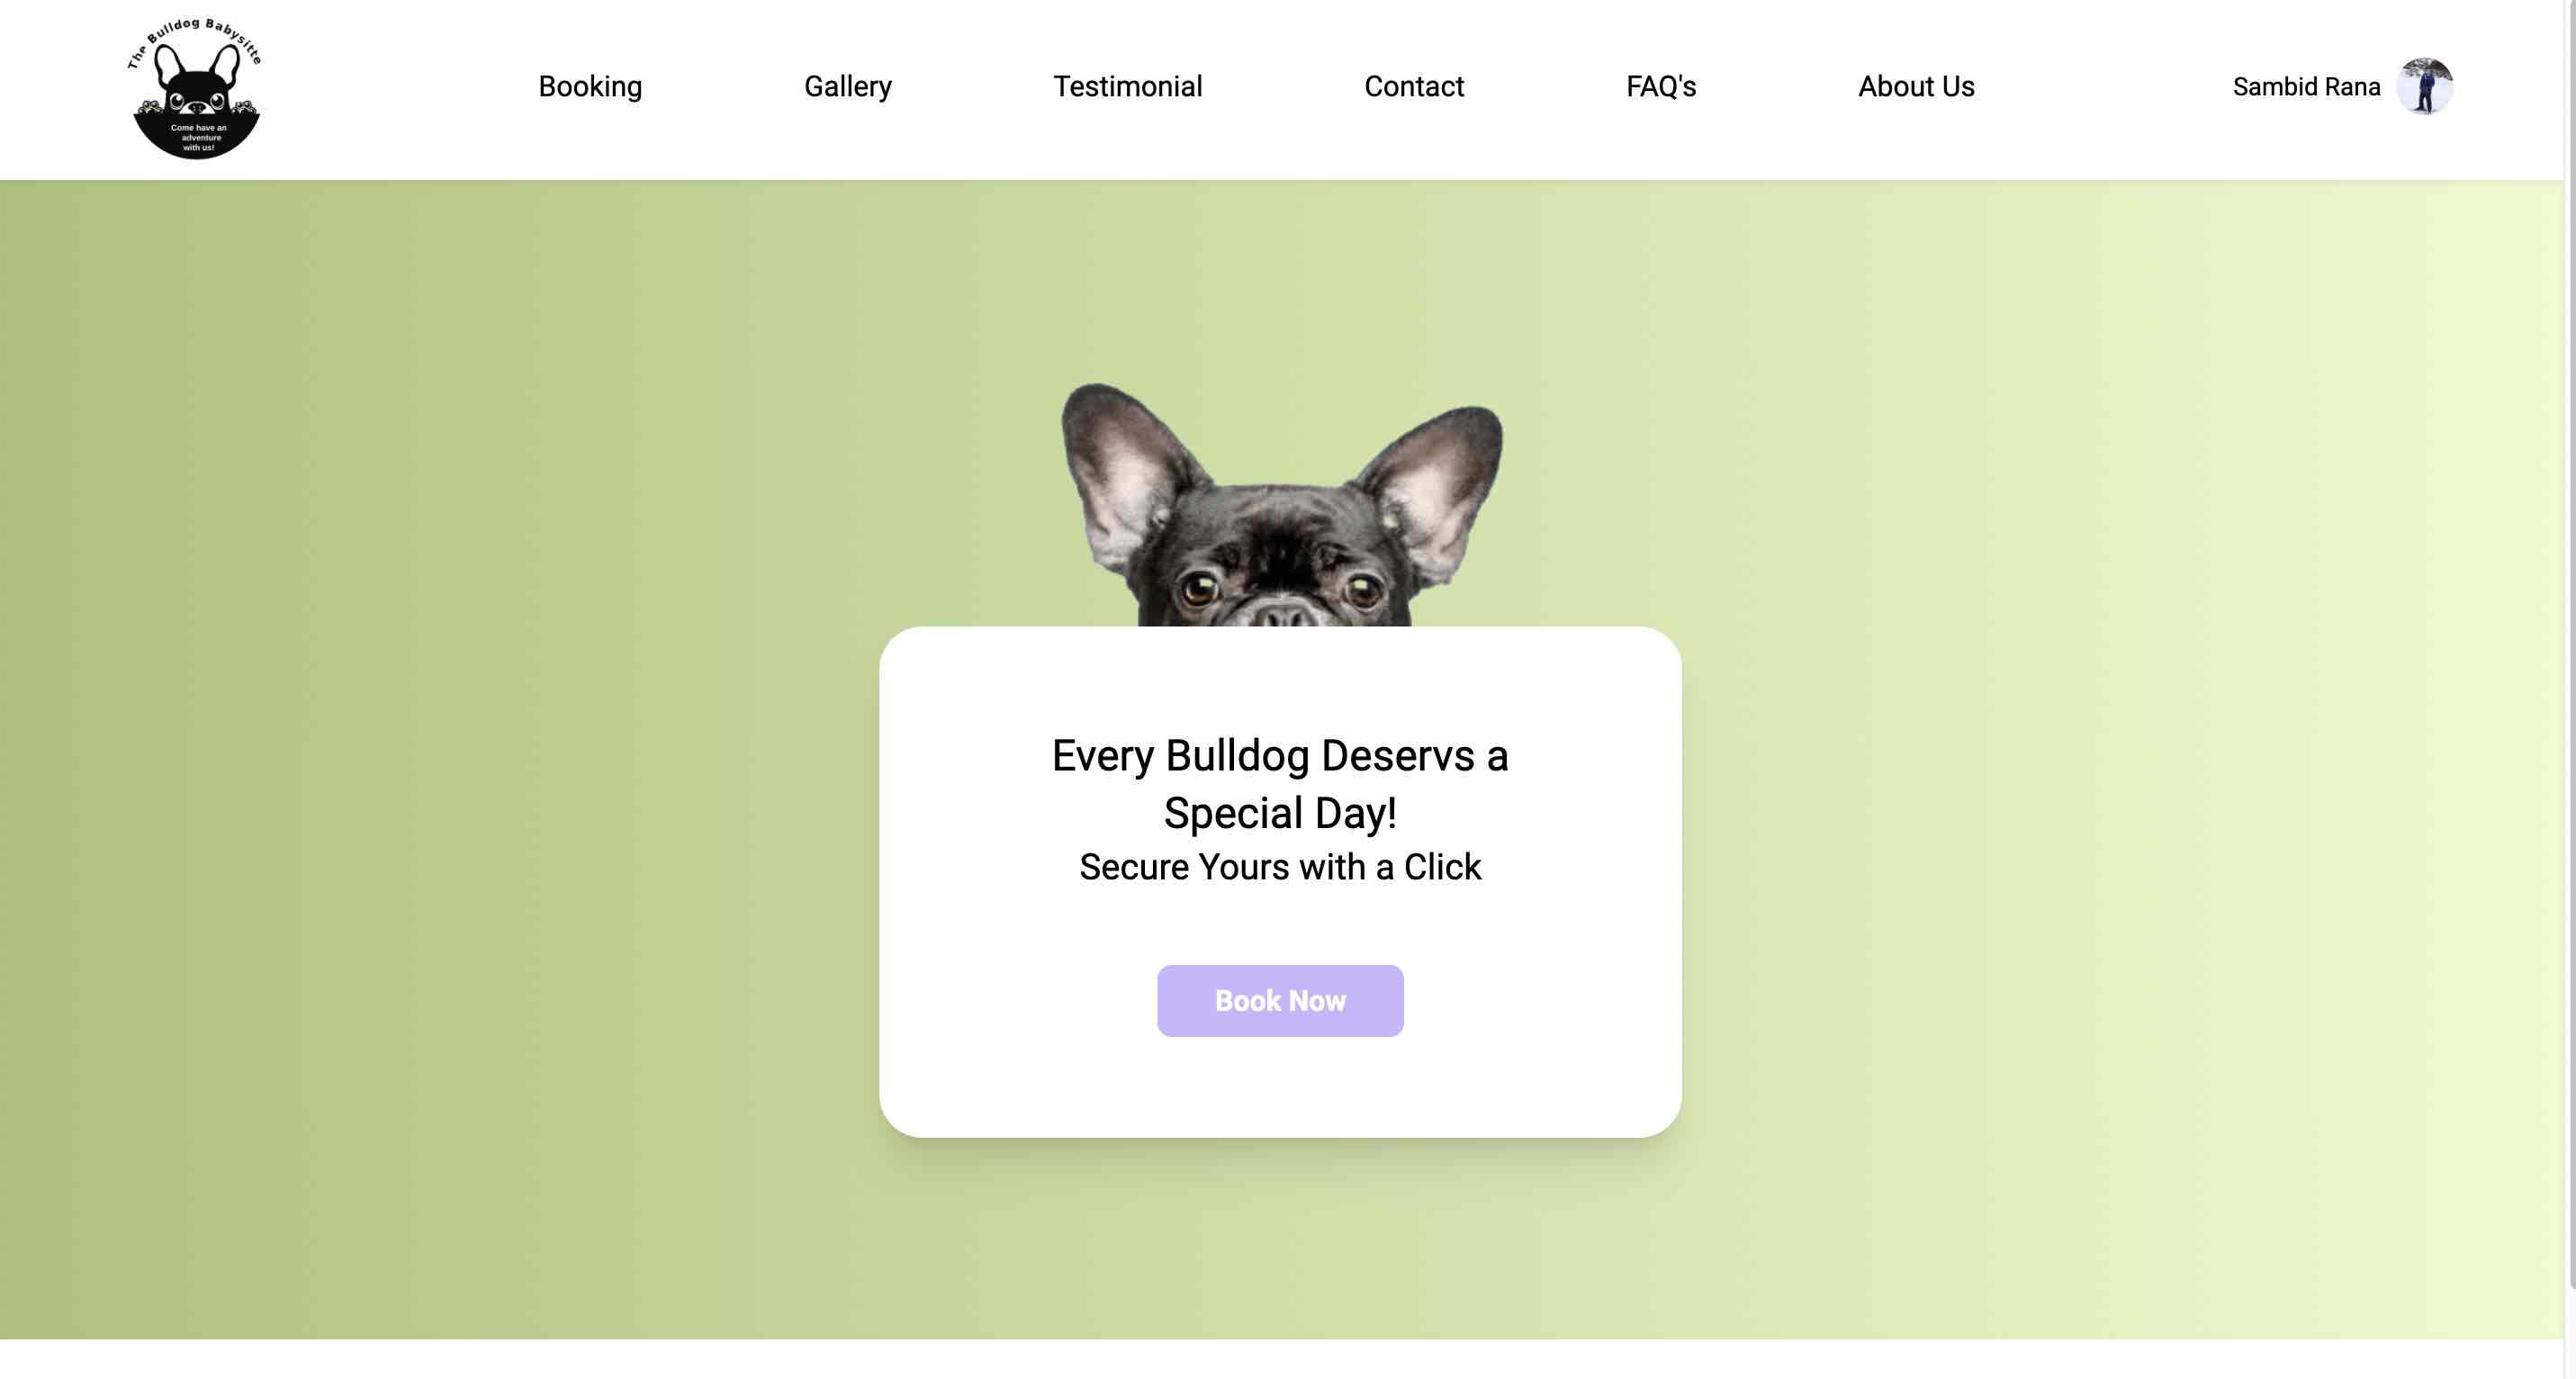 The Bulldog Babysitte
Come have an
adventure
with us!
Booking
Gallery
Testimonial
Contact
FAQ's
About Us
Sambid Rana
Every Bulldog Deservs a
Special Day!
Secure Yours with a Click
Book Now